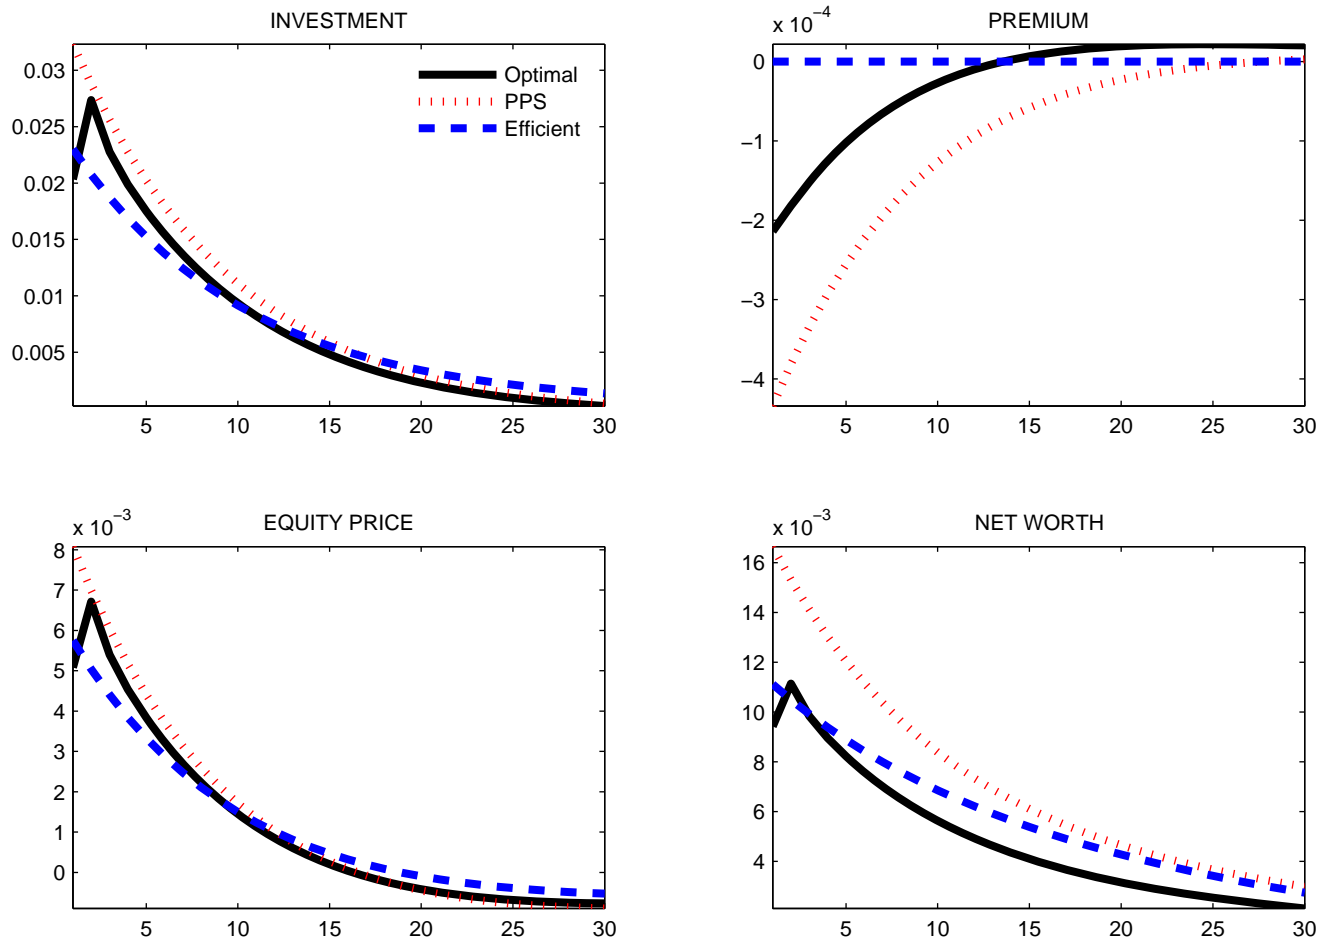 INVESTMENT
0.03
0.025
0.02
0.015
0.01
0.005
5 10 15 20 25 30
Optimal
PPS
Efficient
PREMIUM
x 10−4
0
−1
−2
−3
−4
5 10 15 20 25 30
EQUITY PRICE
x 10−3
8
7
6
5
4
3
2
1
0
5 10 15 20 25 30
NET WORTH
x 10−3
16
14
12
10
8
6
4
5 10 15 20 25 30